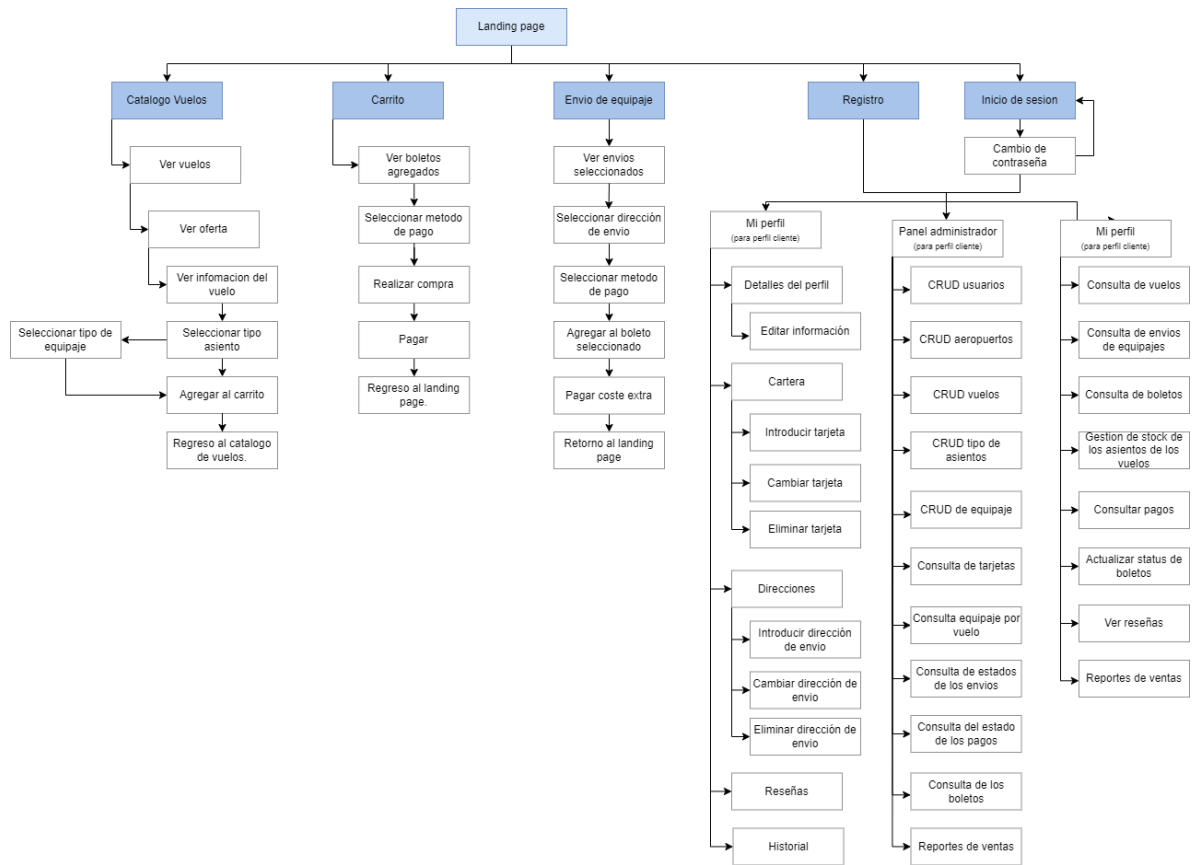 Landing page
Catalogo Vuelos
Carrito
Envio de equipaje
Registro
Inicio de sesion
Cambio de
contraseña
Ver vuelos
Ver oferta
Ver infomacion del
vuelo
Seleccionar tipo de
equipaje
Seleccionar tipo
asiento
Agregar al carrito
Regreso al catalogo
de vuelos.
Ver boletos
agregados
Seleccionar metodo
de pago
Realizar compra
Pagar
Regreso al landing
page.
Ver envios
seleccionados
Seleccionar dirección
de envio
Seleccionar metodo
de pago
Agregar al boleto
seleccionado
Pagar coste extra
Retorno al landing
page
Mi perfil
(para perfil cliente)
Detalles del perfil
Editar información
Cartera
Introducir tarjeta
Cambiar tarjeta
Eliminar tarjeta
Direcciones
Introducir dirección
de envio
Cambiar dirección de
envio
Eliminar dirección de
envio
Reseñas
Historial
Panel administrador
(para perfil cliente)
CRUD usuarios
CRUD aeropuertos
CRUD vuelos
CRUD tipo de
asientos
CRUD de equipaje
Consulta de tarjetas
Consulta equipaje por
vuelo
Consulta de estados
de los envios
Consulta del estado
de los pagos
Consulta de los
boletos
Reportes de ventas
Mi perfil
(para perfil cliente)
Consulta de vuelos
Consulta de envios
de equipajes
Consulta de boletos
Gestion de stock de
los asientos de los
vuelos
Consultar pagos
Actualizar status de
boletos
Ver reseñas
Reportes de ventas